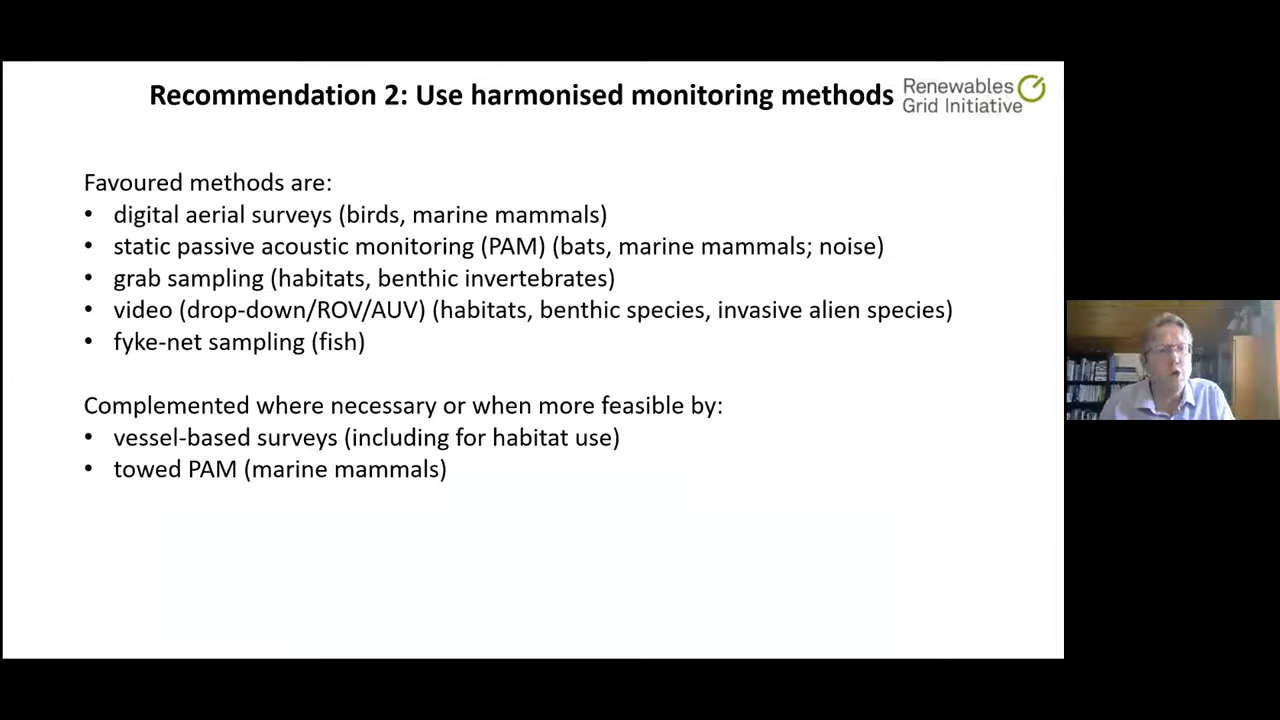 Recommendation 2: Use harmonised monitoring methods
Renewables
Grid Initiative
Favoured methods are:
• digital aerial surveys (birds, marine mammals)
• static passive acoustic monitoring (PAM) (bats, marine mammals; noise)
• grab sampling (habitats, benthic invertebrates)
• video (drop-down/ROV/AUV) (habitats, benthic species, invasive alien species)
• fyke-net sampling (fish)
Complemented where necessary or when more feasible by:
• vessel-based surveys (including for habitat use)
• towed PAM (marine mammals)